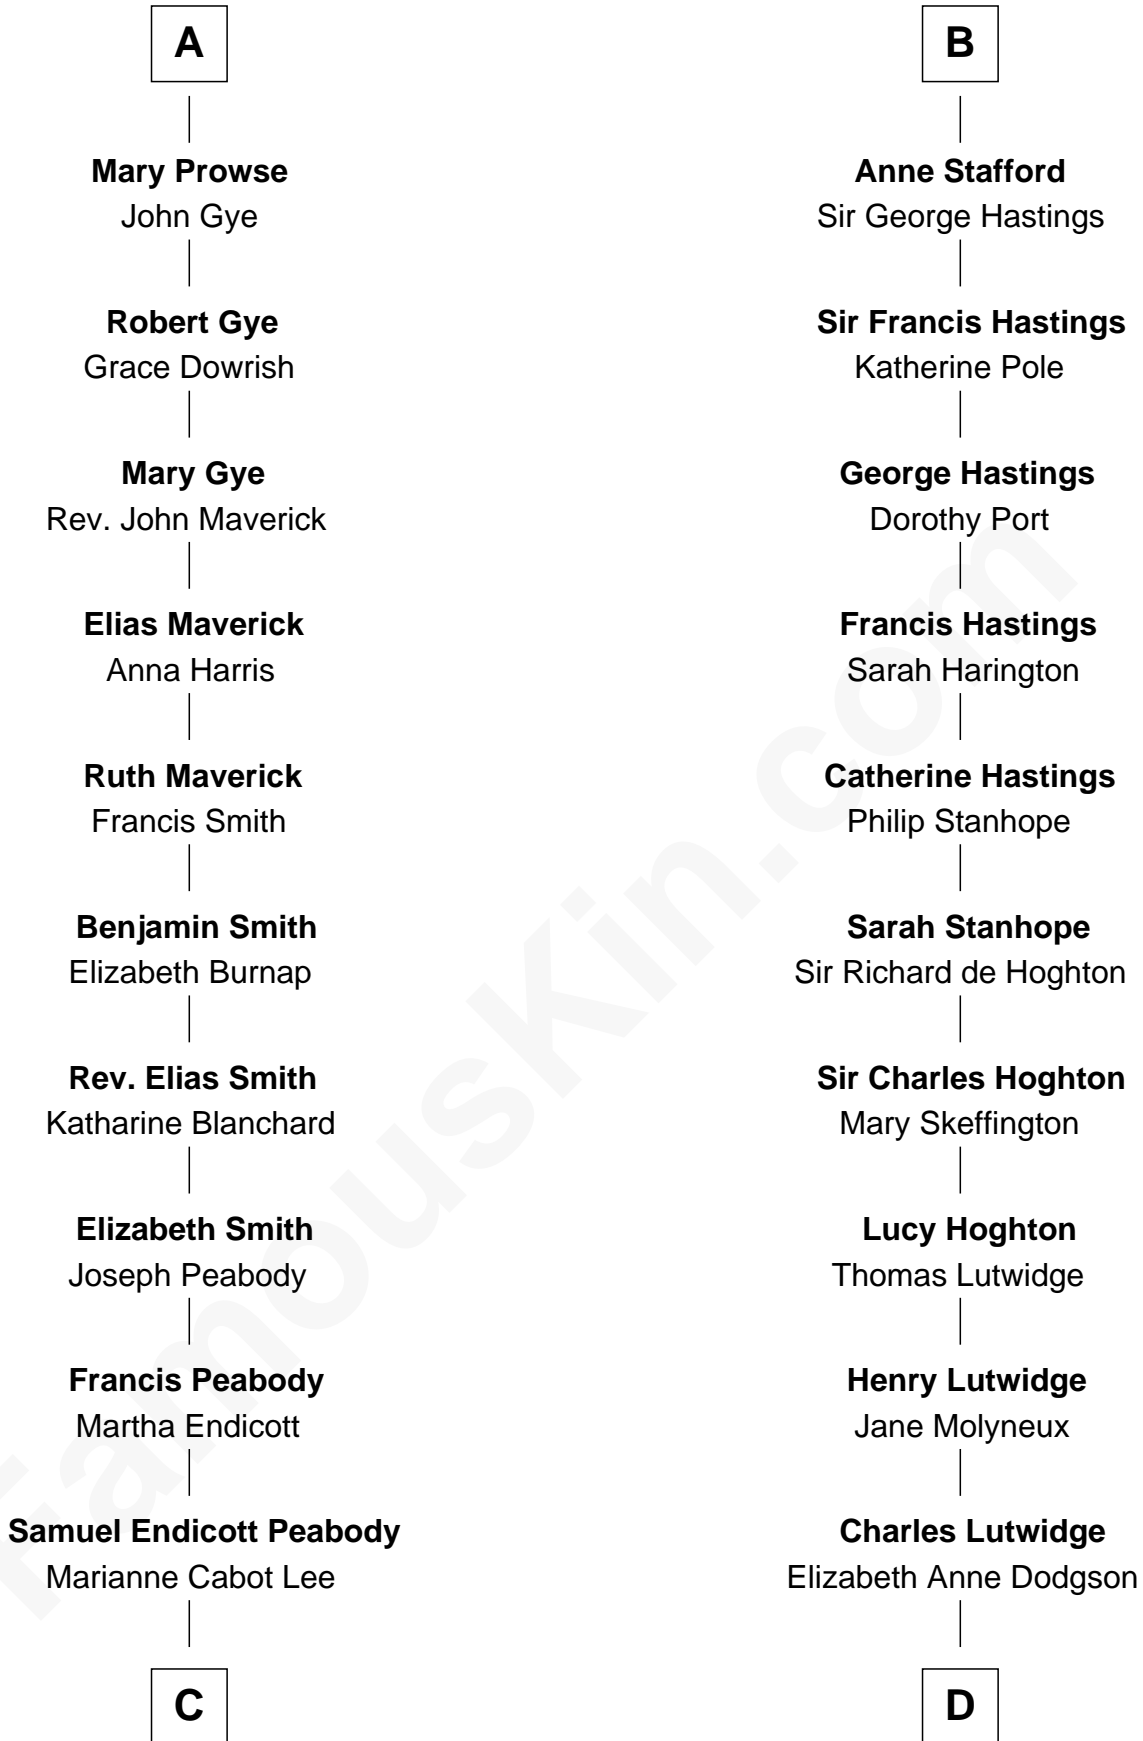 A
Mary Prowse
John Gye
Robert Gye
Grace Dowrish
Mary Gye
Rev. John Maverick
Elias Maverick
Anna Harris
Ruth Maverick
Francis Smith
Benjamin Smith
Elizabeth Burnap
Rev. Elias Smith
Katharine Blanchard
Elizabeth Smith
Joseph Peabody
Francis Peabody
Martha Endicott
Samuel Endicott Peabody
Marianne Cabot Lee
C
B
Anne Stafford
Sir George Hastings
Sir Francis Hastings
Katherine Pole
George Hastings
Dorothy Port
Francis Hastings
Sarah Harington
Catherine Hastings
Philip Stanhope
Sarah Stanhope
Sir Richard de Hoghton
Sir Charles Hoghton
Mary Skeffington
Lucy Hoghton
Thomas Lutwidge
Henry Lutwidge
Jane Molyneux
Charles Lutwidge
Elizabeth Anne Dodgson
D
FamousKin.com